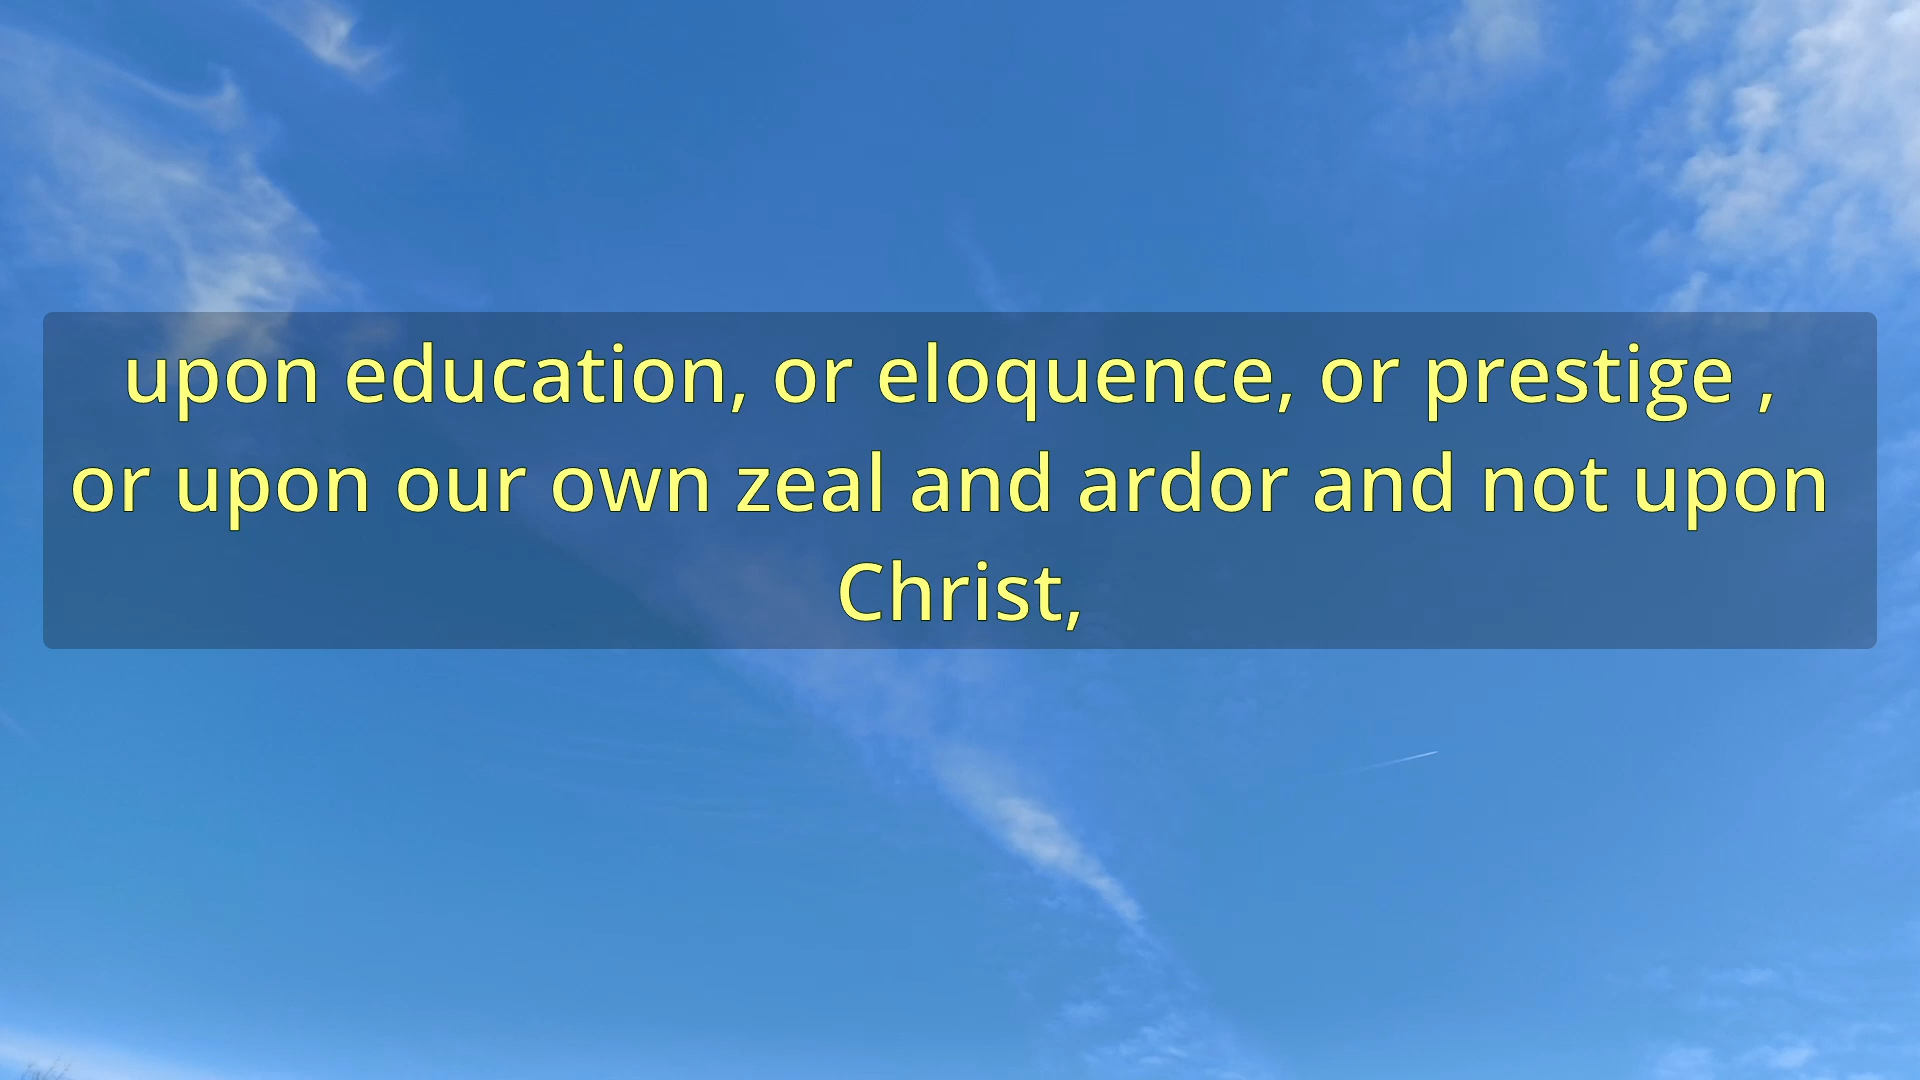 upon education, or eloquence, or prestige ,
or upon our own zeal and ardor and not upon
Christ,